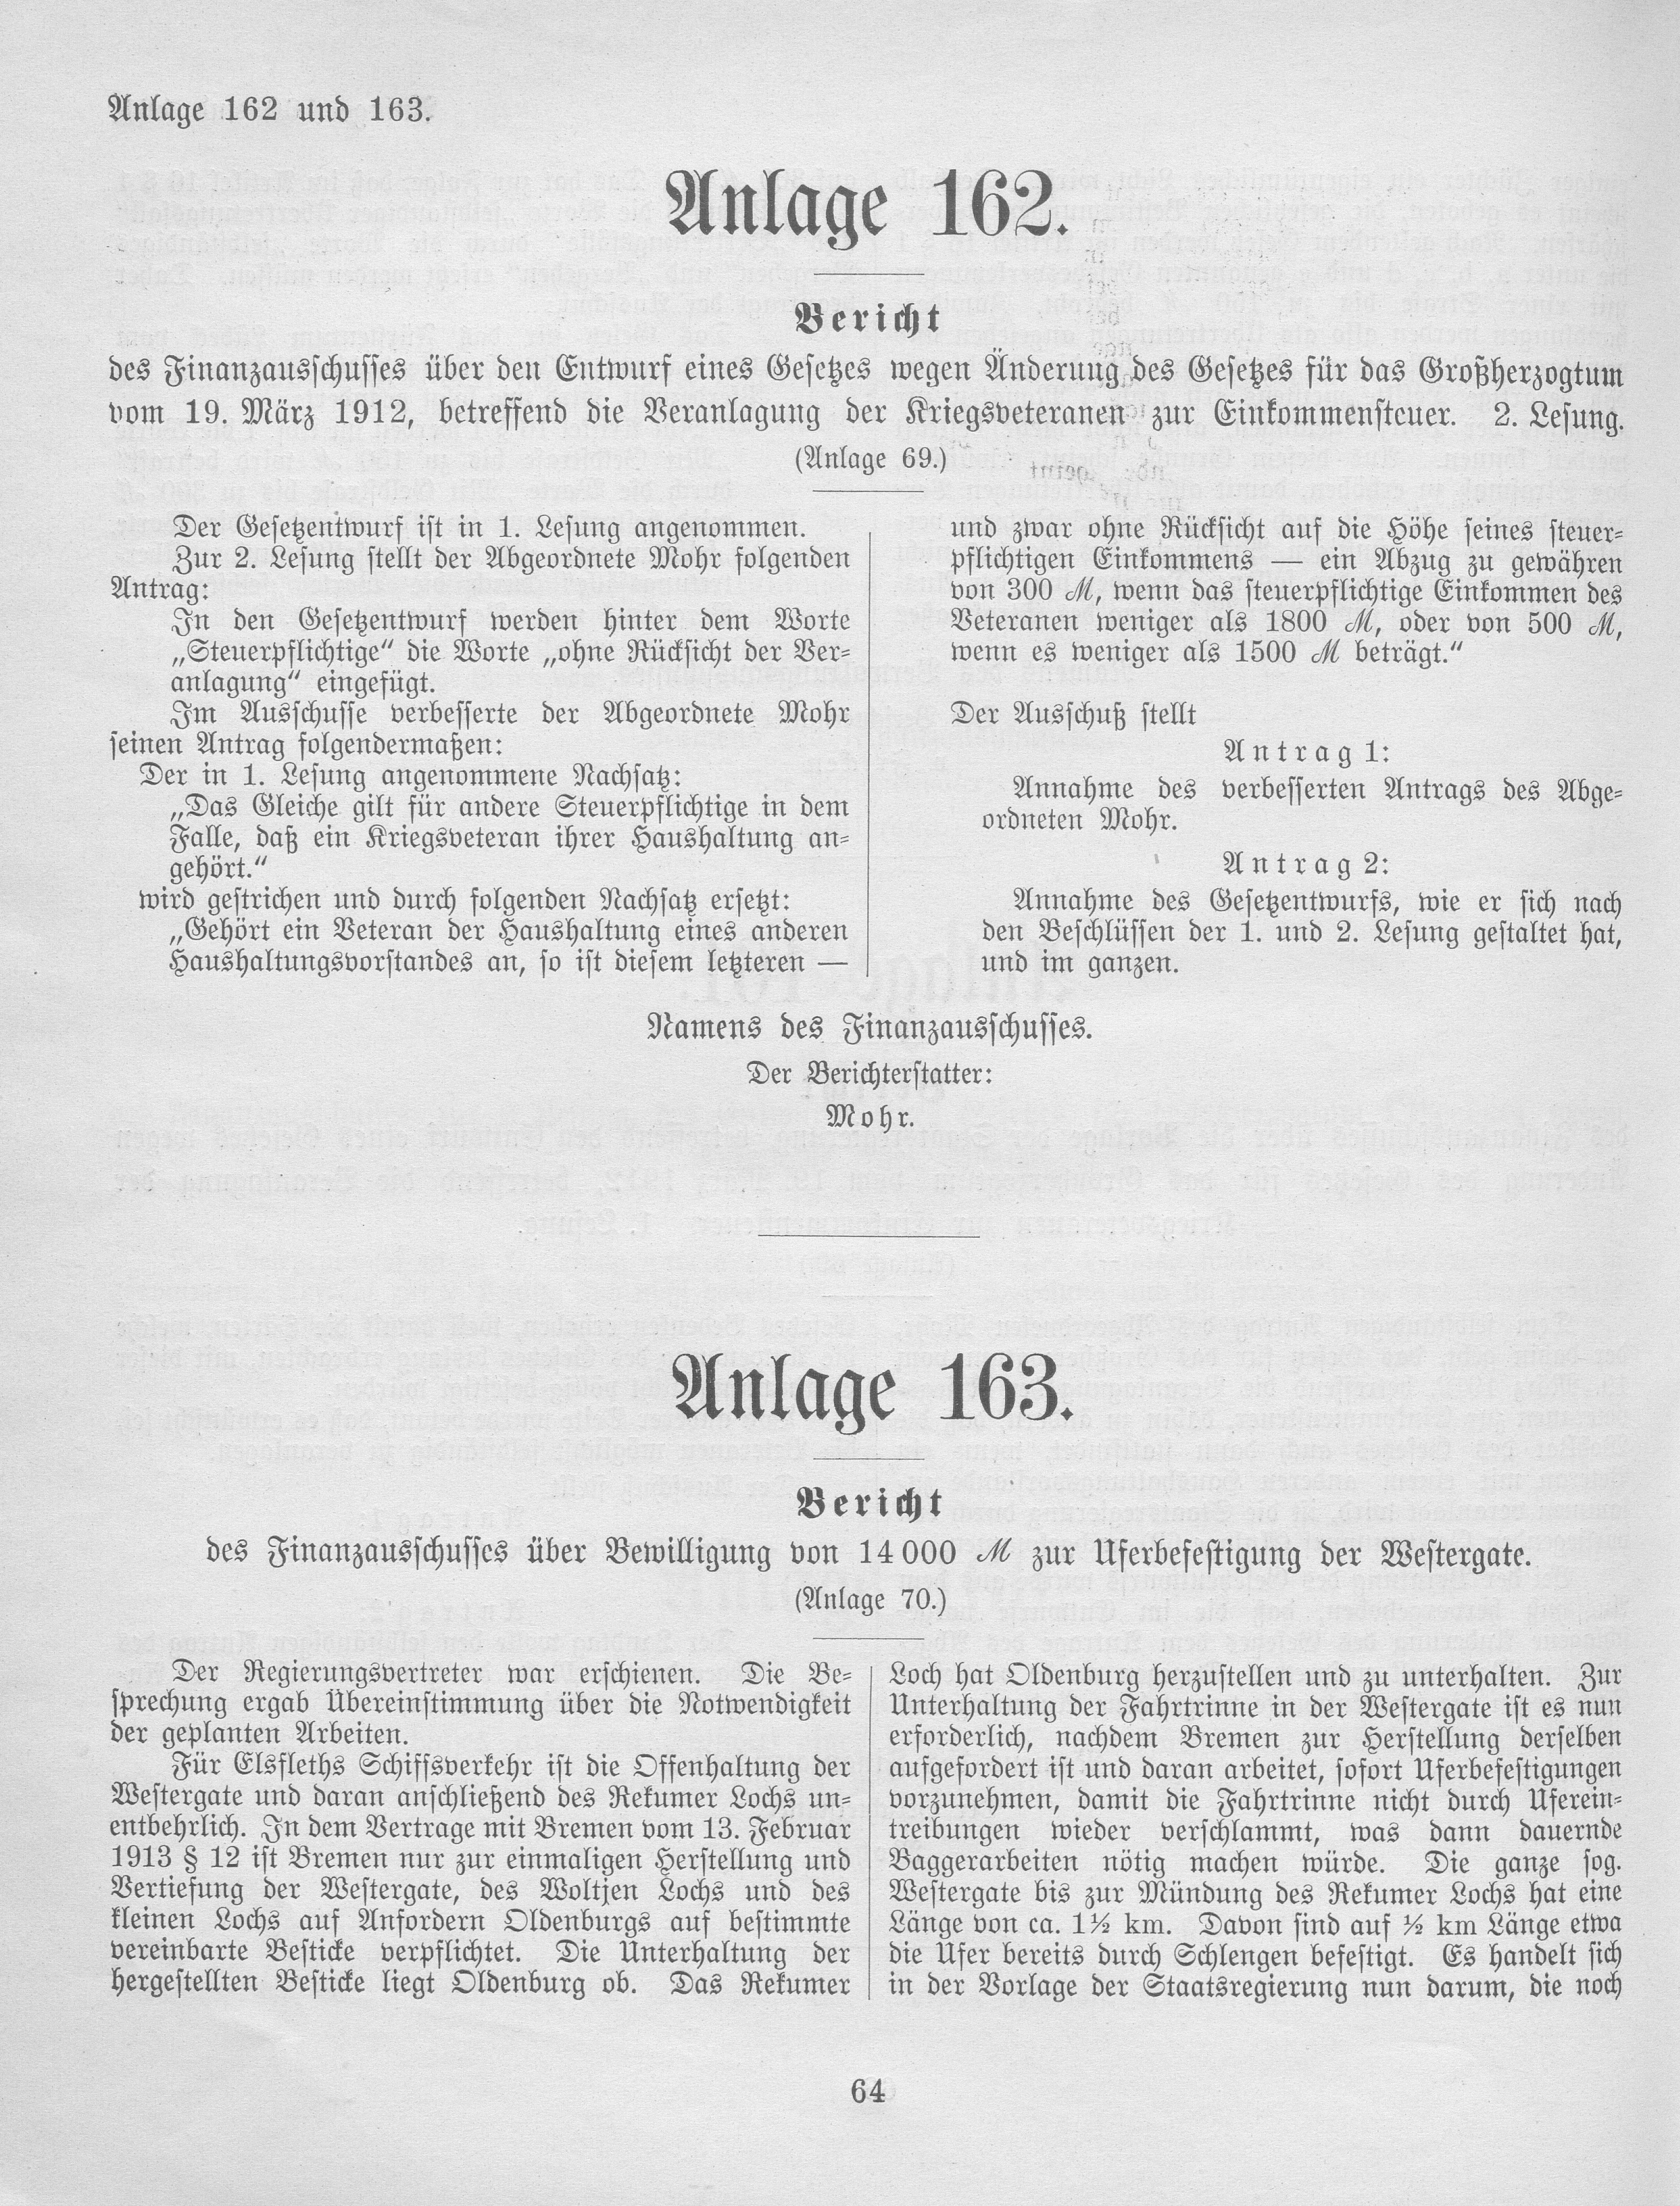 Anlage 162 und 163.
Anlage 162.
Bericht
des Finanzausschusses über den Entwurf eines Gesetzes wegen Änderung des Gesetzes für das Großherzogtum
vom 19. März 1912, betreffend die Veranlagung der Kriegsveteranen zur Einkommensteuer. 2. Lesung.
(Anlage 69.)
Der Gesetzentwurf ist in 1. Lesung angenommen.
Zur 2. Lesung stellt der Abgeordnete Mohr folgenden
Antrag:
In den Gesetzentwurf werden hinter dem Worte
„Steuerpflichtige“ die Worte „ohne Rücksicht der Ver-
anlagung“ eingefügt.
Im Ausschusse verbesserte der Abgeordnete Mohr
seinen Antrag folgendermaßen:
Der in 1. Lesung angenommene Nachsatz:
„Das Gleiche gilt für andere Steuerpflichtige in dem
Falle, daß ein Kriegsveteran ihrer Haushaltung an-
gehört.“
wird gestrichen und durch folgenden Nachsatz ersetzt:
„Gehört ein Veteran der Haushaltung eines anderen
Haushaltungsvorstandes an, so ist diesem letzteren —
und zwar ohne Rücksicht auf die Höhe seines steuer-
pflichtigen Einkommens — ein Abzug zu gewähren
von 300 ℳ, wenn das steuerpflichtige Einkommen des
Veteranen weniger als 1800 ℳ, oder von 500 ℳ,
wenn es weniger als 1500 ℳ beträgt.“
Der Ausschuß stellt
Antrag 1:
Annahme des verbesserten Antrags des Abge-
ordneten Mohr.
Antrag 2:
Annahme des Gesetzentwurfs, wie er sich nach
den Beschlüssen der 1. und 2. Lesung gestaltet hat,
und im ganzen.
Namens des Finanzausschusses.
Der Berichterstatter:
Mohr.
Anlage 163.
Bericht
des Finanzausschusses über Bewilligung von 14 000 ℳ zur Uferbefestigung der Westergate.
(Anlage 70.)
Der Regierungsvertreter war erschienen. Die Be-
sprechung ergab Übereinstimmung über die Notwendigkeit
der geplanten Arbeiten.
Für Elsfleths Schiffsverkehr ist die Offenhaltung der
Westergate und daran anschließend des Rekumer Lochs un-
entbehrlich. In dem Vertrage mit Bremen vom 13. Februar
1913 § 12 ist Bremen nur zur einmaligen Herstellung und
Vertiefung der Westergate, des Woltjen Lochs und des
kleinen Lochs auf Anfordern Oldenburgs auf bestimmte
vereinbarte Bestickte verpflichtet. Die Unterhaltung der
hergestellten Bestickte liegt Oldenburg ob. Das Rekumer
Loch hat Oldenburg herzustellen und zu unterhalten. Zur
Unterhaltung der Fahrtrinne in der Westergate ist es nun
erforderlich, nachdem Bremen zur Herstellung derselben
aufgefordert ist und daran arbeitet, sofort Uferbefestigungen
vorzunehmen, damit die Fahrtrinne nicht durch Uferein-
treibungen wieder verschlammt, was dann dauernde
Baggerarbeiten nötig machen würde. Die ganze sog.
Westergate bis zur Mündung des Rekumer Lochs hat eine
Länge von ca. 1½ km. Davon sind auf ½ km Länge etwa
die Ufer bereits durch Schlengen befestigt. Es handelt sich
in der Vorlage der Staatsregierung nun darum, die noch
64